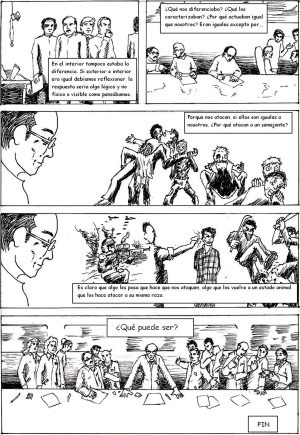 En el interior tampoco estaba la
diferencia. Si exterior e interior
era igual debíamos reflexionar. la
respuesta seria algo lógico y no
físico o visible como pensábamos.
¿Qué nos diferenciaba? ¿Qué los
caracterizaban? ¿Por qué actuaban igual
que nosotros? Eran iguales excepto por...
Porque nos atacan, si ellos son iguales a
nosotros. ¿Por qué atacan a un semejante?
Es claro que algo les pasa que hace que nos ataquen, algo que los vuelve a un estado animal
que los hace atacar a su misma raza.
¿Qué puede ser?
FIN